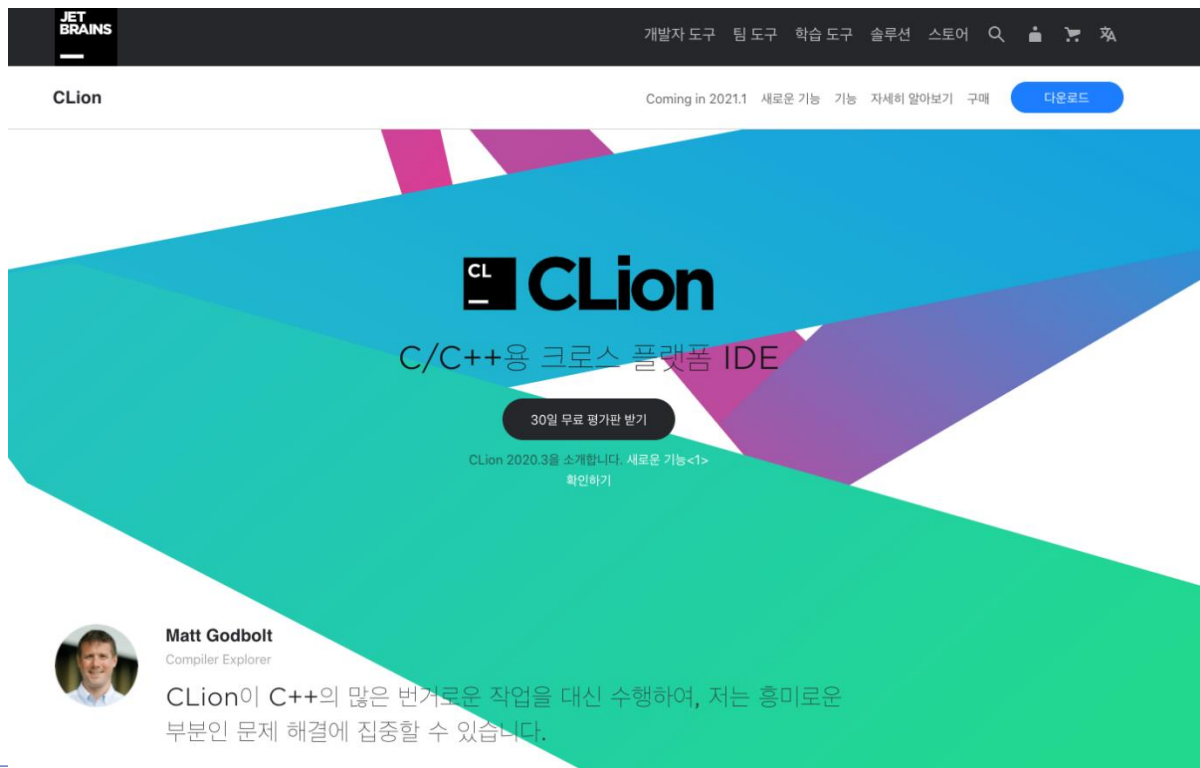 JET
BRAINS
개발자 도구 팀 도구 학습 도구 솔루션 스토어
CLion
Coming in 2021.1 새로운 기능 기능 자세히 알아보기 구매 다운로드
CL
CLion
C/C++용 크로스 플랫폼 IDE
30일 무료 평가판 받기
CLion 2020.3을 소개합니다. 새로운 기능<1>
확인하기
Matt Godbolt
Compiler Explorer
CLion이 C++의 많은 번거로운 작업을 대신 수행하여, 저는 흥미로운
부분인 문제 해결에 집중할 수 있습니다.